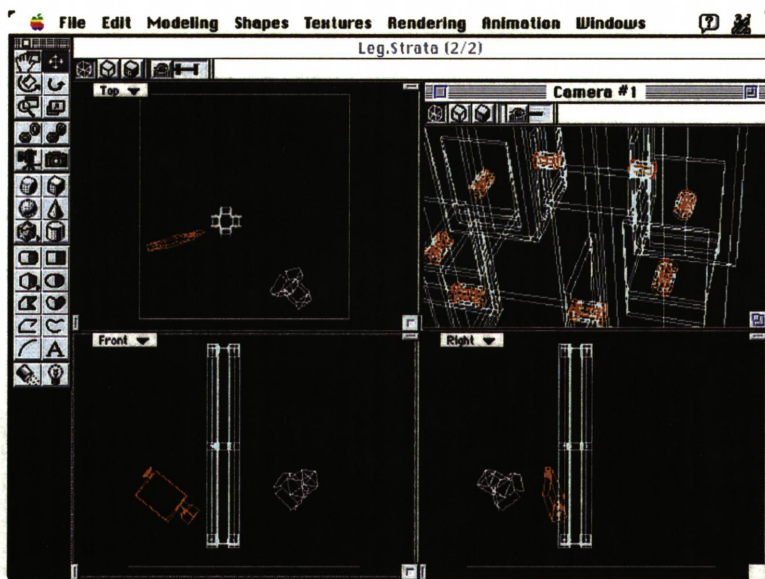 File Edit Modeling Shapes Textures Rendering Animation Windows
Leg.Strata (2/2)
Top
Camera #1
Front
Right
A